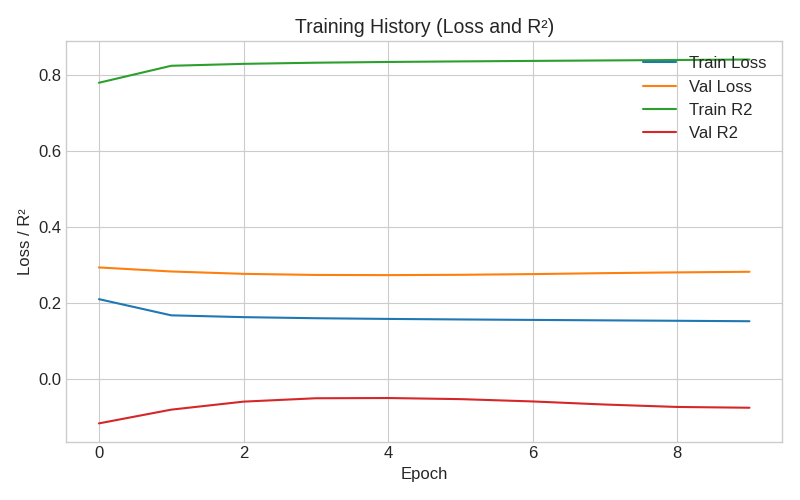 Training History (Loss and R²)
Loss / R²
0.8
0.6
0.4
0.2
0.0
0
2
4
6
8
Epoch
Train Loss
Val Loss
Train R2
Val R2